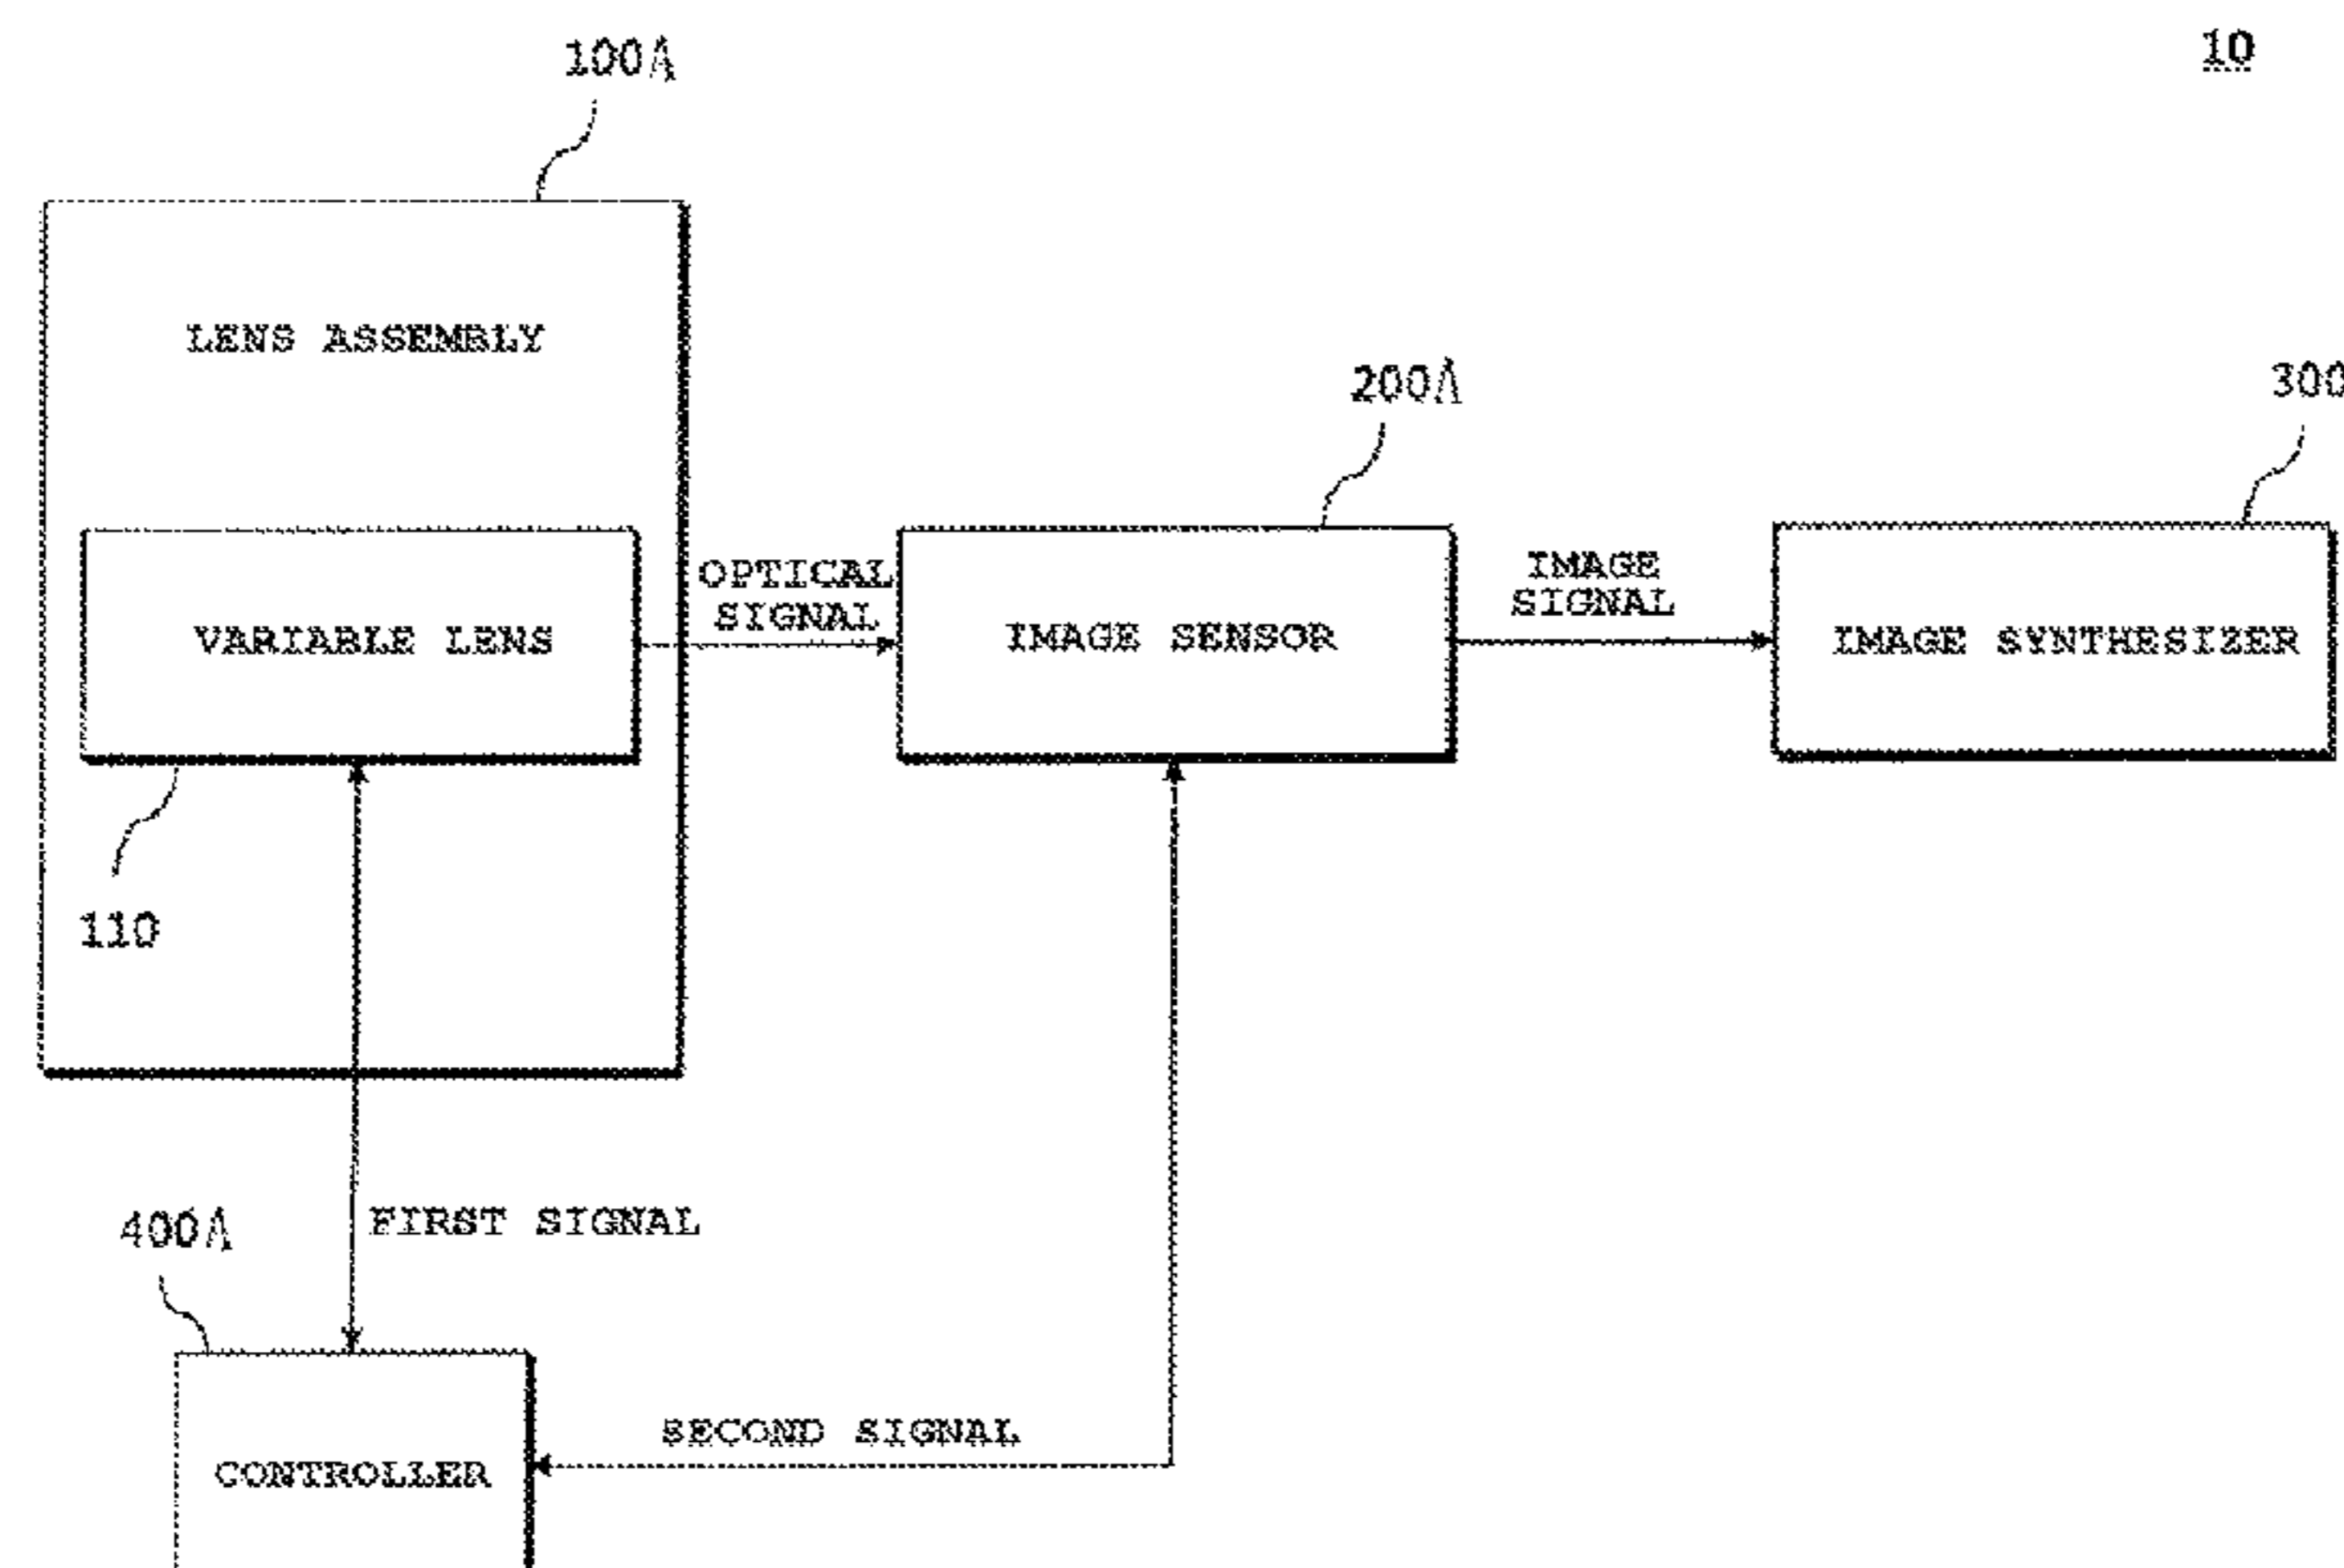 100A
10
LENS ASSEMBLY
200A
300
OPTICAL
SIGNAL
IMAGE
SIGNAL
VARIABLE LENS
IMAGE SENSOR
IMAGE SYNTHESIZER
110
400A
FIRST SIGNAL
SECOND SIGNAL
CONTROLLER